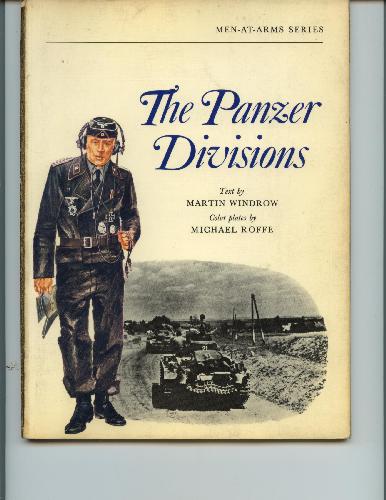 MEN-AT-ARMS SERIES
The Panzer
Divisions
Text by
MARTIN WINDROW
Color plates by
MICHAEL ROFFE